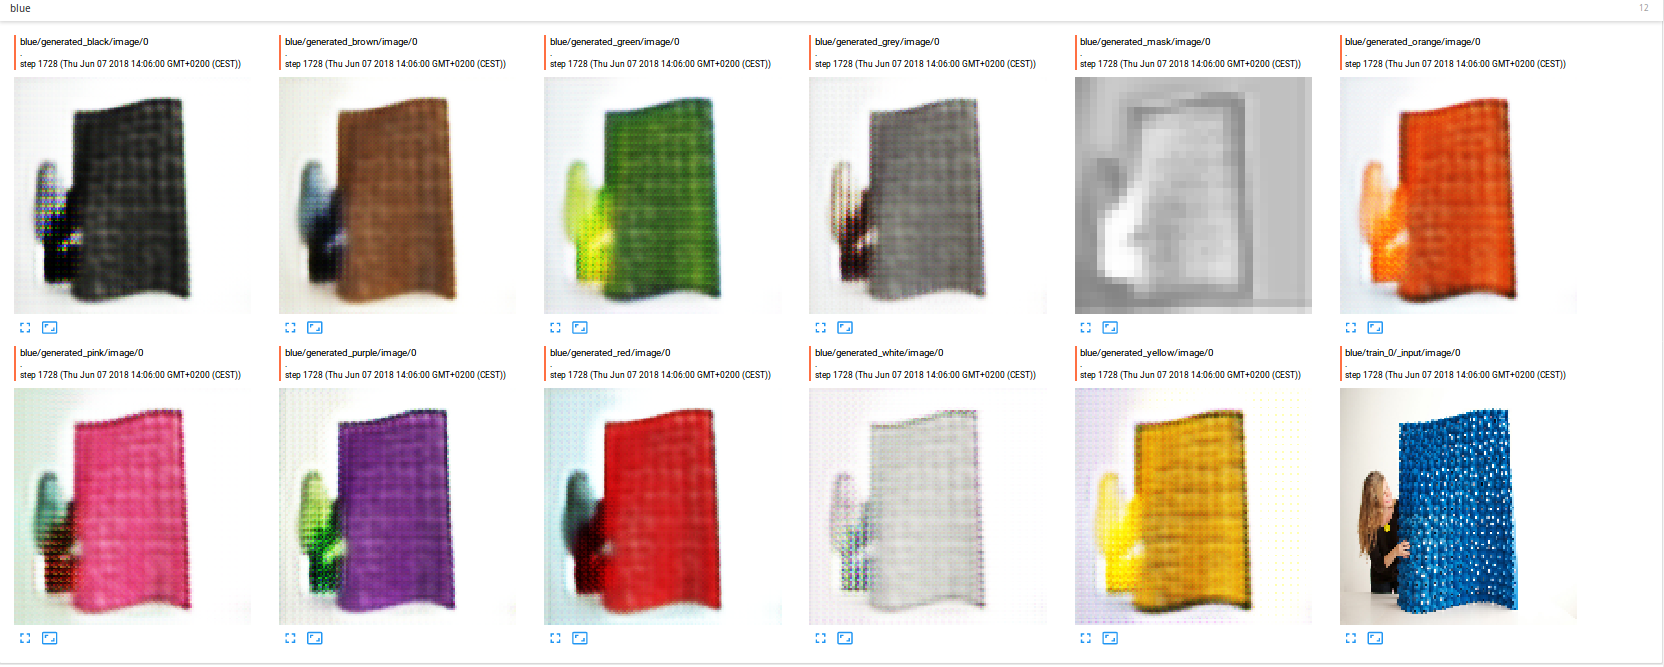 blue
12
blue/generated_black/image/0
.
step 1728 (Thu Jun 07 2018 14:06:00 GMT+0200 (CEST))
blue/generated_brown/image/0
.
step 1728 (Thu Jun 07 2018 14:06:00 GMT+0200 (CEST))
blue/generated_green/image/0
.
step 1728 (Thu Jun 07 2018 14:06:00 GMT+0200 (CEST))
blue/generated_grey/image/0
.
step 1728 (Thu Jun 07 2018 14:06:00 GMT+0200 (CEST))
blue/generated_mask/image/0
.
step 1728 (Thu Jun 07 2018 14:06:00 GMT+0200 (CEST))
blue/generated_orange/image/0
.
step 1728 (Thu Jun 07 2018 14:06:00 GMT+0200 (CEST))
blue/generated_pink/image/0
.
step 1728 (Thu Jun 07 2018 14:06:00 GMT+0200 (CEST))
blue/generated_purple/image/0
.
step 1728 (Thu Jun 07 2018 14:06:00 GMT+0200 (CEST))
blue/generated_red/image/0
.
step 1728 (Thu Jun 07 2018 14:06:00 GMT+0200 (CEST))
blue/generated_white/image/0
.
step 1728 (Thu Jun 07 2018 14:06:00 GMT+0200 (CEST))
blue/generated_yellow/image/0
.
step 1728 (Thu Jun 07 2018 14:06:00 GMT+0200 (CEST))
blue/train_0/_input/image/0
.
step 1728 (Thu Jun 07 2018 14:06:00 GMT+0200 (CEST))